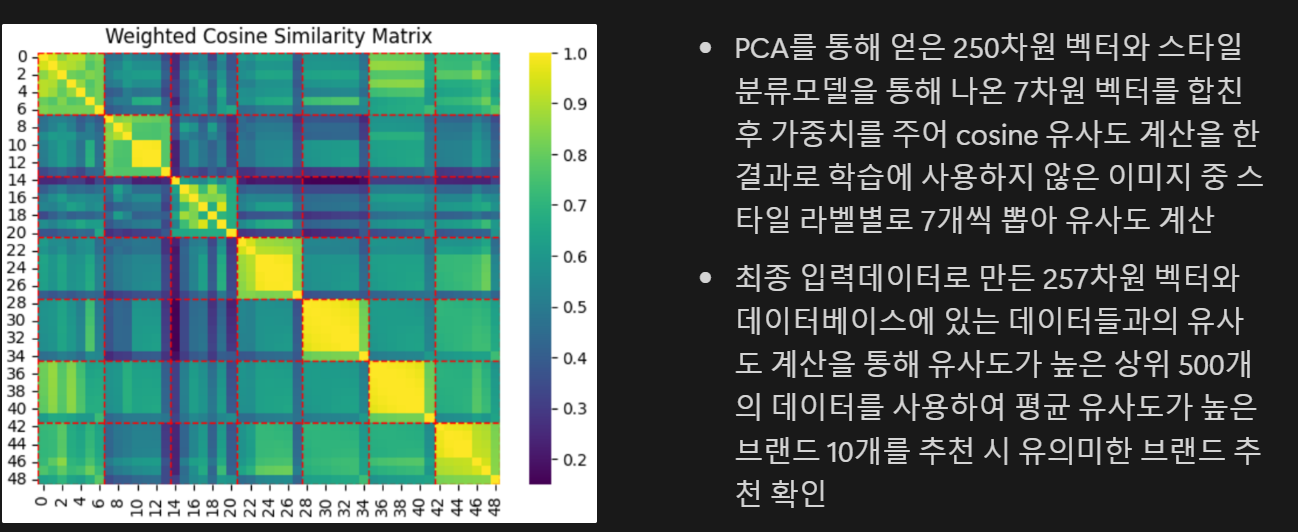 Weighted Cosine Similarity Matrix
0
2
4
6
8
10
12
14
16
18
20
22
24
26
28
30
32
34
36
38
40
42
44
46
48
0 2 4 6 8 10 12 14 16 18 20 22 24 26 28 30 32 34 36 38 40 42 44 46 48
1.0
0.9
0.8
0.7
0.6
0.5
0.4
0.3
0.2
• PCA를 통해 얻은 250차원 벡터와 스타일
분류모델을 통해 나온 7차원 벡터를 합친
후 가중치를 주어 cosine 유사도 계산을 한
결과로 학습에 사용하지 않은 이미지 중 스
타일 라벨별로 7개씩 뽑아 유사도 계산
• 최종 입력데이터로 만든 257차원 벡터와
데이터베이스에 있는 데이터들과의 유사
도 계산을 통해 유사도가 높은 상위 500개
의 데이터를 사용하여 평균 유사도가 높은
브랜드 10개를 추천 시 유의미한 브랜드 추
천 확인